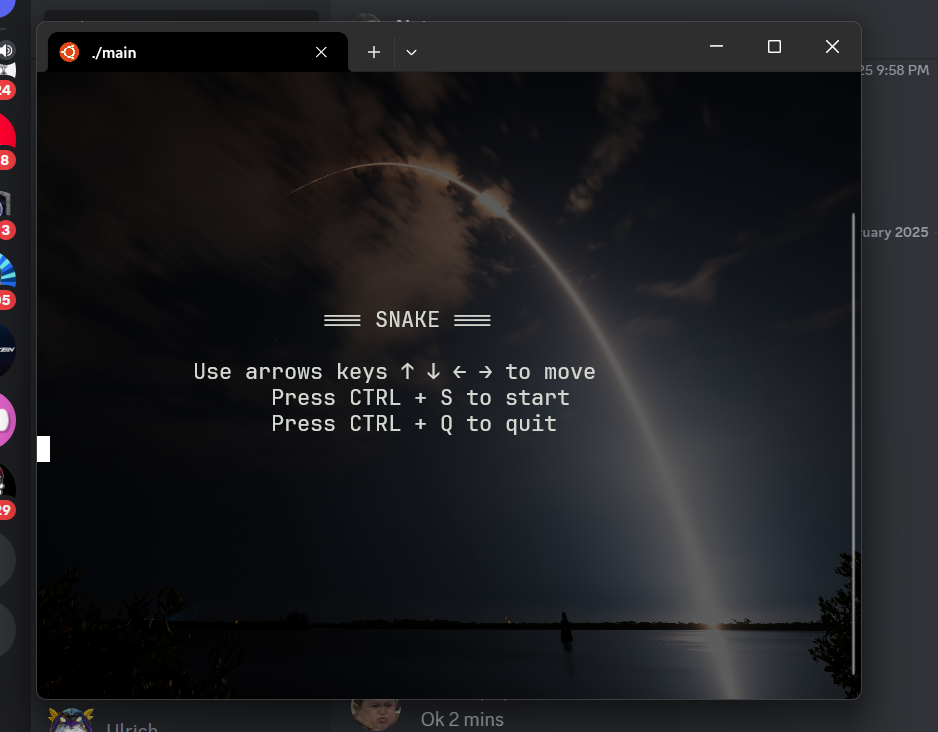 ./main
25 9:58 PM
ruary 2025
═══ SNAKE ═══
Use arrows keys ↑ ↓ ← → to move
Press CTRL + S to start
Press CTRL + Q to quit
24
8
3
95
29
Ulrich
Ok 2 mins